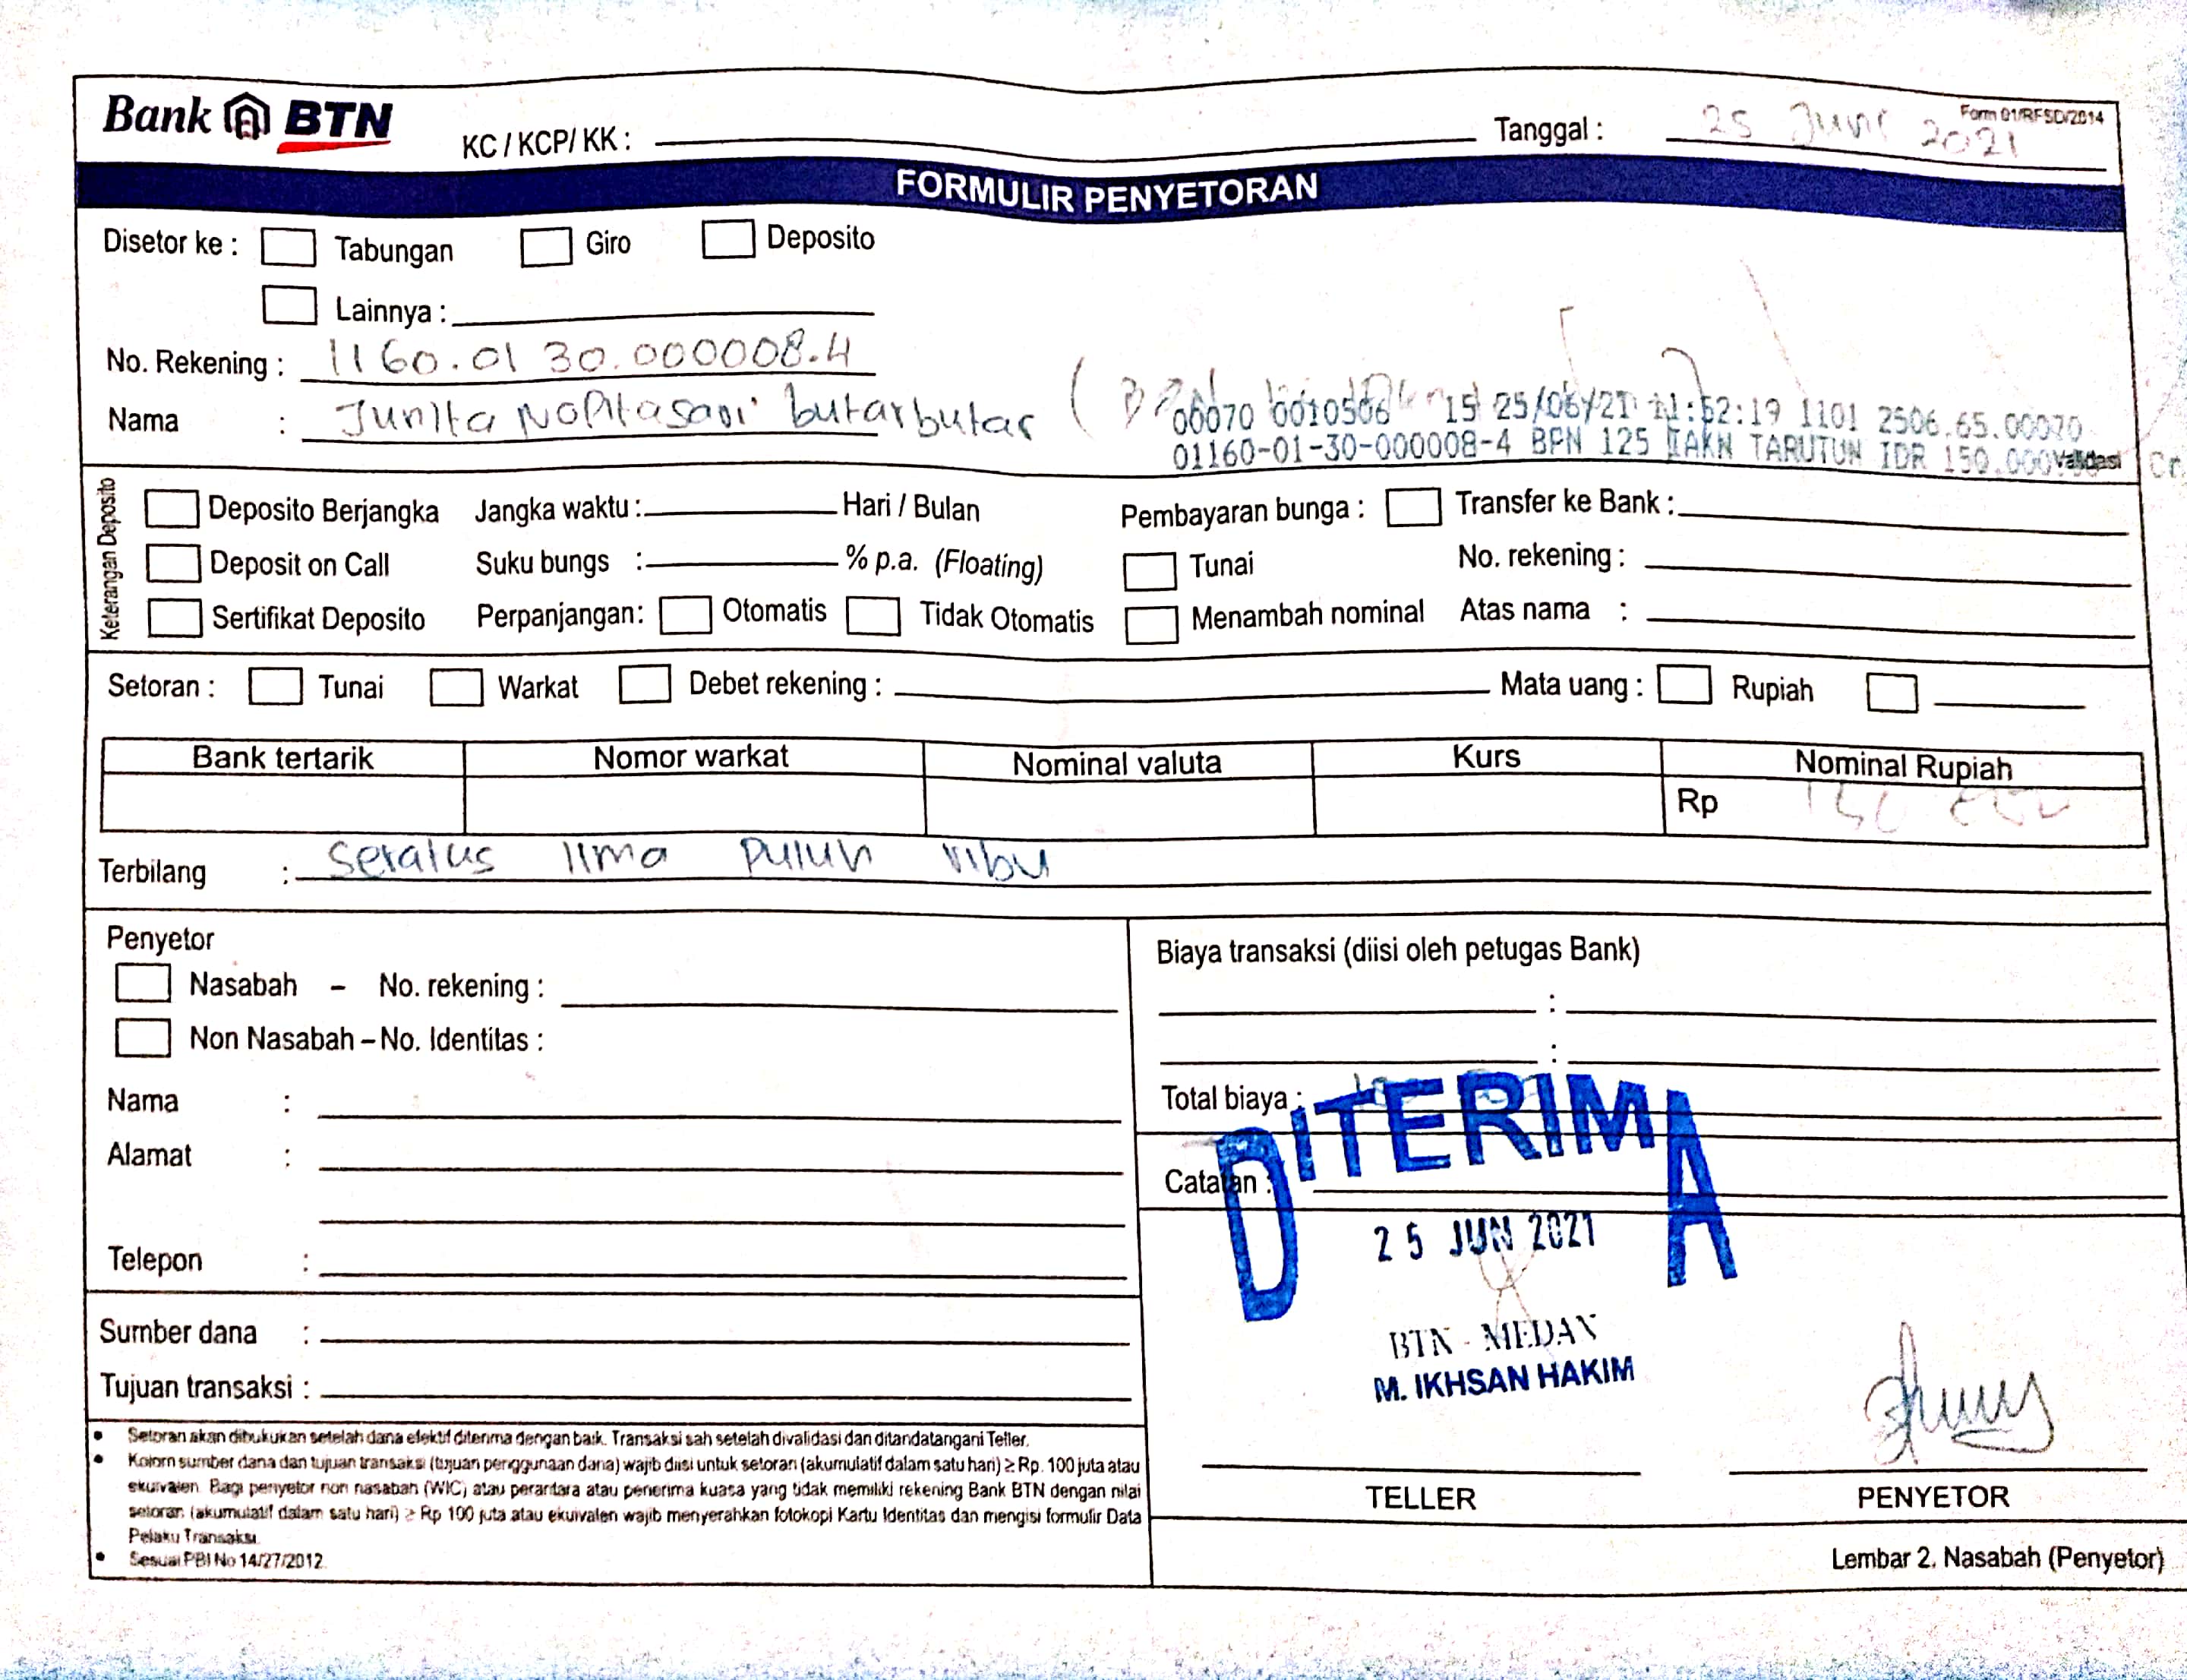 Bank BTN
KC / KCP/ KK :
Tanggal : 25 Juni 2021
Form 01/RFSD/2014
FORMULIR PENYETORAN
Disetor ke : Tabungan Giro Deposito
Lainnya :
No. Rekening : 1160.01 30.000008.4
Nama : Junita Nopitasari butarbutar (
00070 0010506 15 25/06/21 11:52:19 1101 2506.65.00070
01160-01-30-000008-4 BPN 125 IAKN TARUTUN IDR 150.000 Validasi Cr.
Keterangan Deposito
Deposito Berjangka Jangka waktu : Hari / Bulan Pembayaran bunga : Transfer ke Bank :
Deposit on Call Suku bungs : % p.a. (Floating) Tunai No. rekening :
Sertifikat Deposito Perpanjangan: Otomatis Tidak Otomatis Menambah nominal Atas nama :
Setoran : Tunai Warkat Debet rekening : Mata uang : Rupiah
Bank tertarik Nomor warkat Nominal valuta Kurs Nominal Rupiah
Rp 150
Terbilang : Seratus lima puluh ribu
Penyetor
Nasabah – No. rekening :
Non Nasabah – No. Identitas :
Nama :
Alamat :
Telepon :
Sumber dana :
Tujuan transaksi :
Biaya transaksi (diisi oleh petugas Bank)
:
:
Total biaya :
Catatan :
DITERIMA
25 JUN 2021
BTN - MEDAN
M. IKHSAN HAKIM
TELLER PENYETOR
• Setoran akan dibukukan setelah dana efektif diterima dengan baik. Transaksi sah setelah divalidasi dan ditandatangani Teller.
• Kolom sumber dana dan tujuan transaksi (tujuan penggunaan dana) wajib diisi untuk setoran (akumulatif dalam satu hari) ≥ Rp. 100 juta atau
ekuivalen. Bagi penyetor non nasabah (WIC) atau perantara atau penerima kuasa yang tidak memiliki rekening Bank BTN dengan nilai
setoran (akumulatif dalam satu hari) ≥ Rp 100 juta atau ekuivalen wajib menyerahkan fotokopi Kartu Identitas dan mengisi formulir Data
Pelaku Transaksi.
• Sesuai PBI No 14/27/2012
Lembar 2. Nasabah (Penyetor)